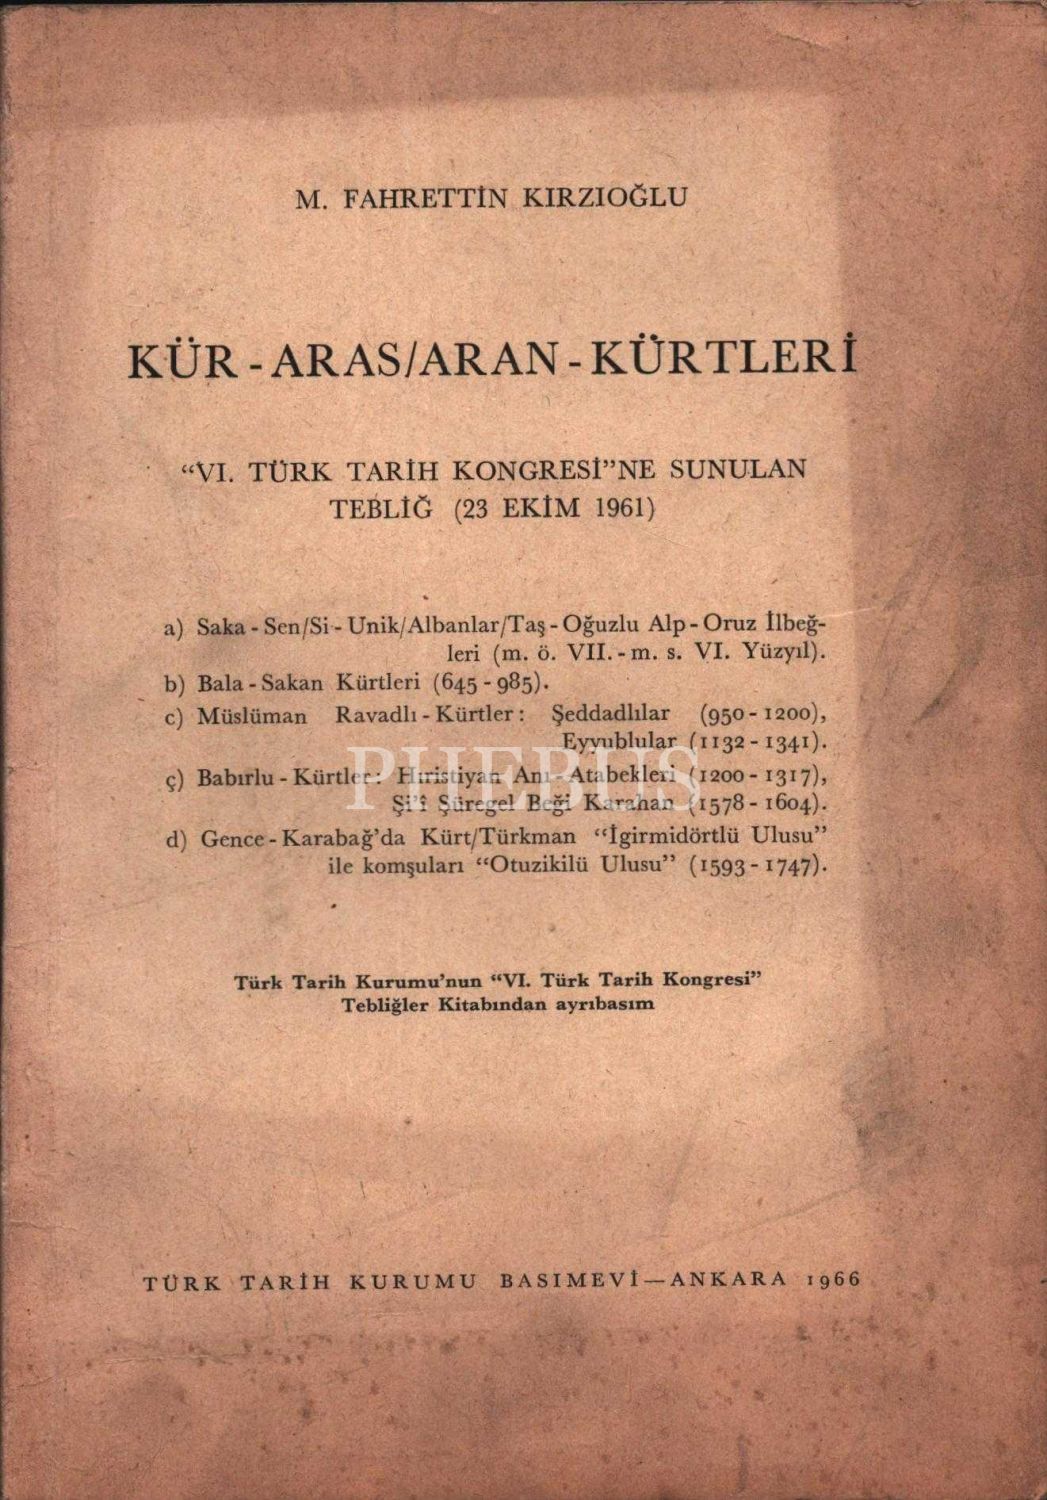 M. FAHRETTİN KIRZIOĞLU
KÜR - ARAS/ARAN - KÜRTLERİ
“VI. TÜRK TARİH KONGRESİ”NE SUNULAN
TEBLİĞ (23 EKİM 1961)
a) Saka - Sen/Si - Unik/Albanlar/Taş - Oğuzlu Alp - Oruz İlbeğ-
leri (m. ö. VII. - m. s. VI. Yüzyıl).
b) Bala - Sakan Kürtleri (645 - 985).
c) Müslüman Ravadlı - Kürtler: Şeddadlılar (950 - 1200),
Eyyublular (1132 - 1341).
PHEBUS
ç) Babırlu - Kürtler: Hıristiyan Anı - Atabekleri (1200 - 1317),
Şi'î Şüregel Beği Karahan (1578 - 1604).
d) Gence - Karabağ'da Kürt/Türkman “İgirmidörtlü Ulusu”
ile komşuları “Otuzikilü Ulusu” (1593 - 1747).
Türk Tarih Kurumu'nun “VI. Türk Tarih Kongresi”
Tebliğler Kitabından ayrıbasım
TÜRK TARİH KURUMU BASIMEVİ — ANKARA 1966